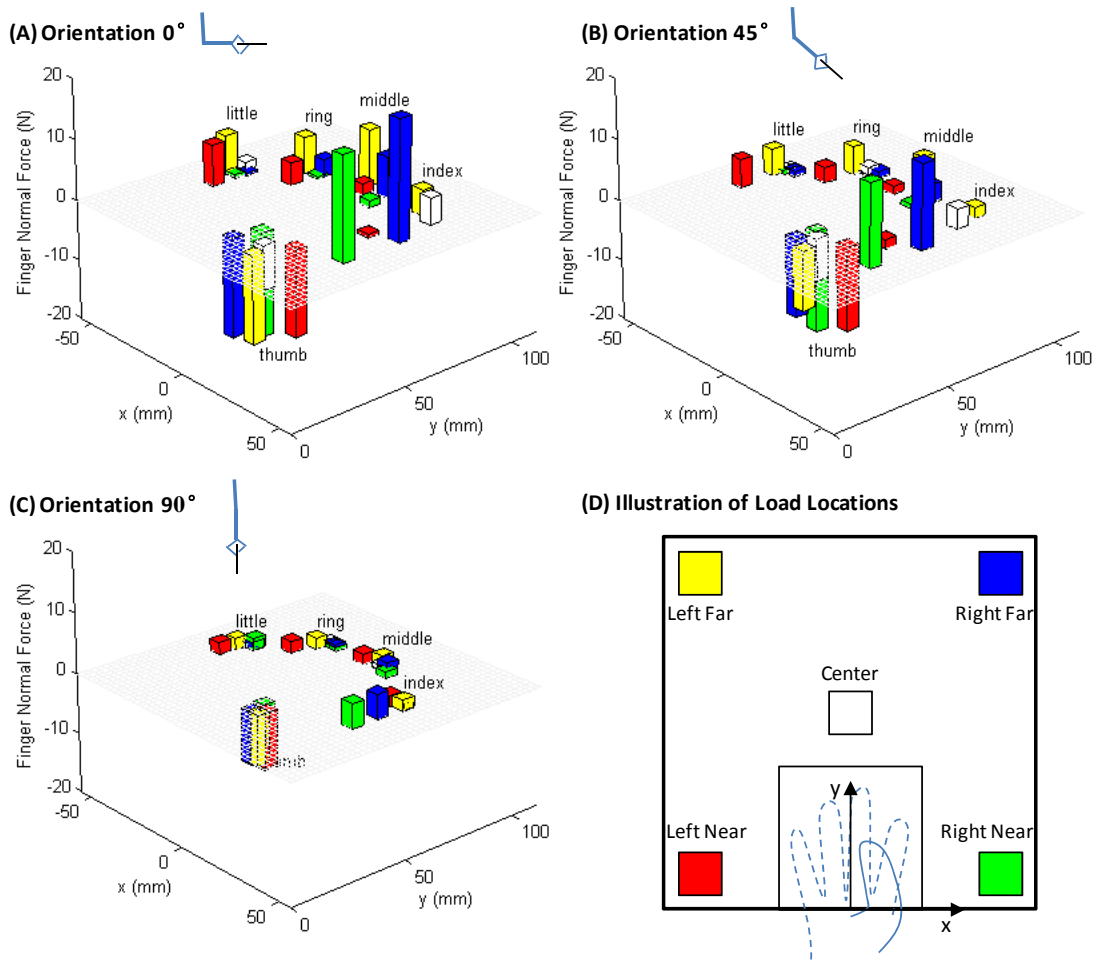 (A) Orientation 0°
20
10
0
-10
-20
Finger Normal Force (N)
little
ring
middle
index
thumb
-50
0
50
x (mm)
0
50
100
y (mm)
(B) Orientation 45°
20
10
0
-10
-20
Finger Normal Force (N)
little
ring
middle
index
thumb
-50
0
50
x (mm)
0
50
100
y (mm)
(C) Orientation 90°
20
10
0
-10
-20
Finger Normal Force (N)
little
ring
middle
index
-50
0
50
x (mm)
0
50
100
y (mm)
(D) Illustration of Load Locations
Left Far
Right Far
Center
y
Left Near
Right Near
x